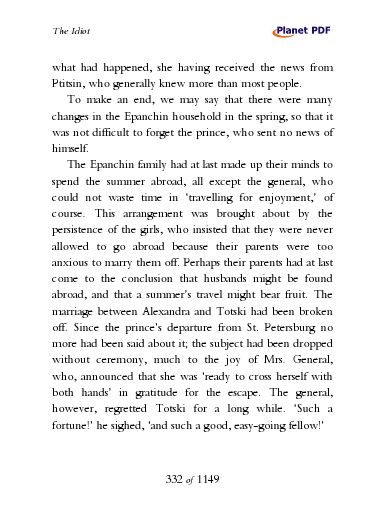 The Idiot
Planet PDF
what had happened, she having received the news from
Ptitsin, who generally knew more than most people.
To make an end, we may say that there were many
changes in the Epanchin household in the spring, so that it
was not difficult to forget the prince, who sent no news of
himself.
The Epanchin family had at last made up their minds to
spend the summer abroad, all except the general, who
could not waste time in ‘travelling for enjoyment,’ of
course. This arrangement was brought about by the
persistence of the girls, who insisted that they were never
allowed to go abroad because their parents were too
anxious to marry them off. Perhaps their parents had at last
come to the conclusion that husbands might be found
abroad, and that a summer’s travel might bear fruit. The
marriage between Alexandra and Totski had been broken
off. Since the prince’s departure from St. Petersburg no
more had been said about it; the subject had been dropped
without ceremony, much to the joy of Mrs. General,
who, announced that she was ‘ready to cross herself with
both hands’ in gratitude for the escape. The general,
however, regretted Totski for a long while. ‘Such a
fortune!’ he sighed, ‘and such a good, easy-going fellow!’
332 of 1149